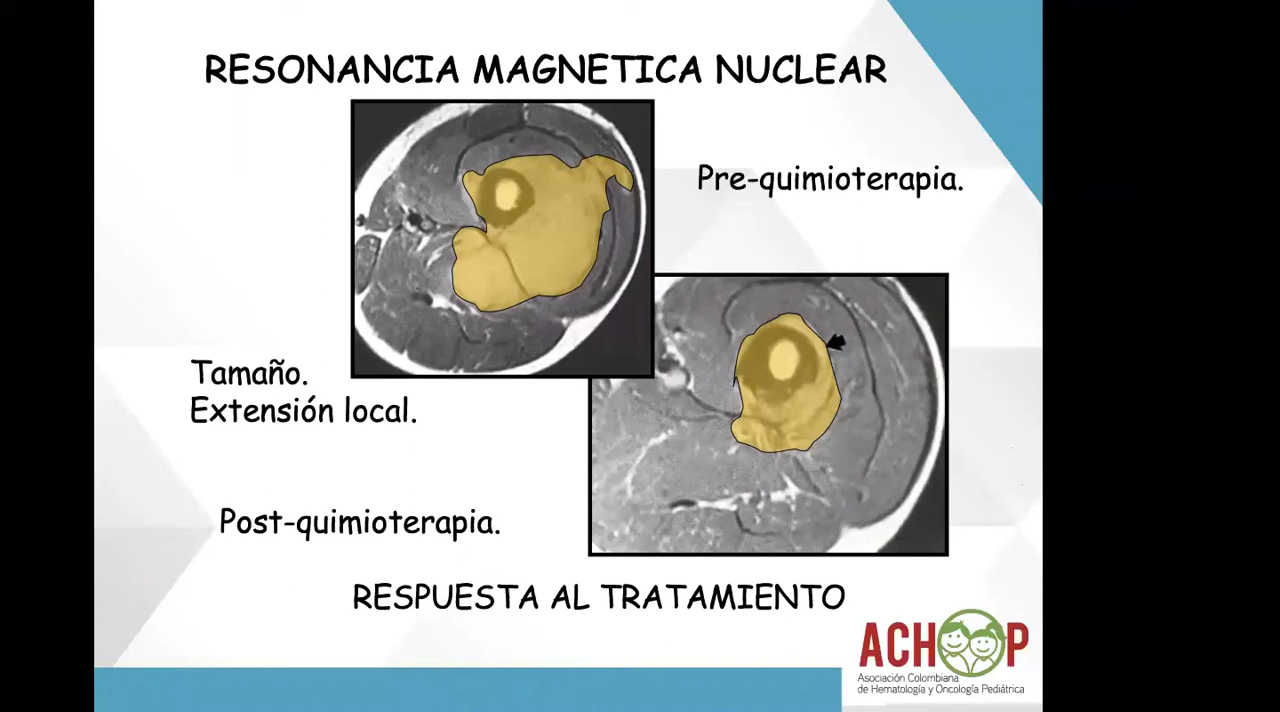 RESONANCIA MAGNETICA NUCLEAR
Pre-quimioterapia.
Tamaño.
Extensión local.
Post-quimioterapia.
RESPUESTA AL TRATAMIENTO
ACHOP
Asociación Colombiana
de Hematología y Oncología Pediátrica